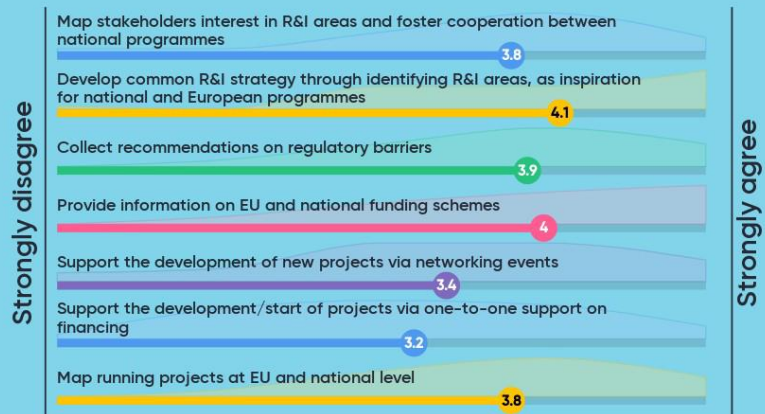 Strongly disagree
Map stakeholders interest in R&I areas and foster cooperation between
national programmes
3.8
Develop common R&I strategy through identifying R&I areas, as inspiration
for national and European programmes
4.1
Collect recommendations on regulatory barriers
3.9
Provide information on EU and national funding schemes
4
Support the development of new projects via networking events
3.4
Support the development/start of projects via one-to-one support on
financing
3.2
Map running projects at EU and national level
3.8
Strongly agree